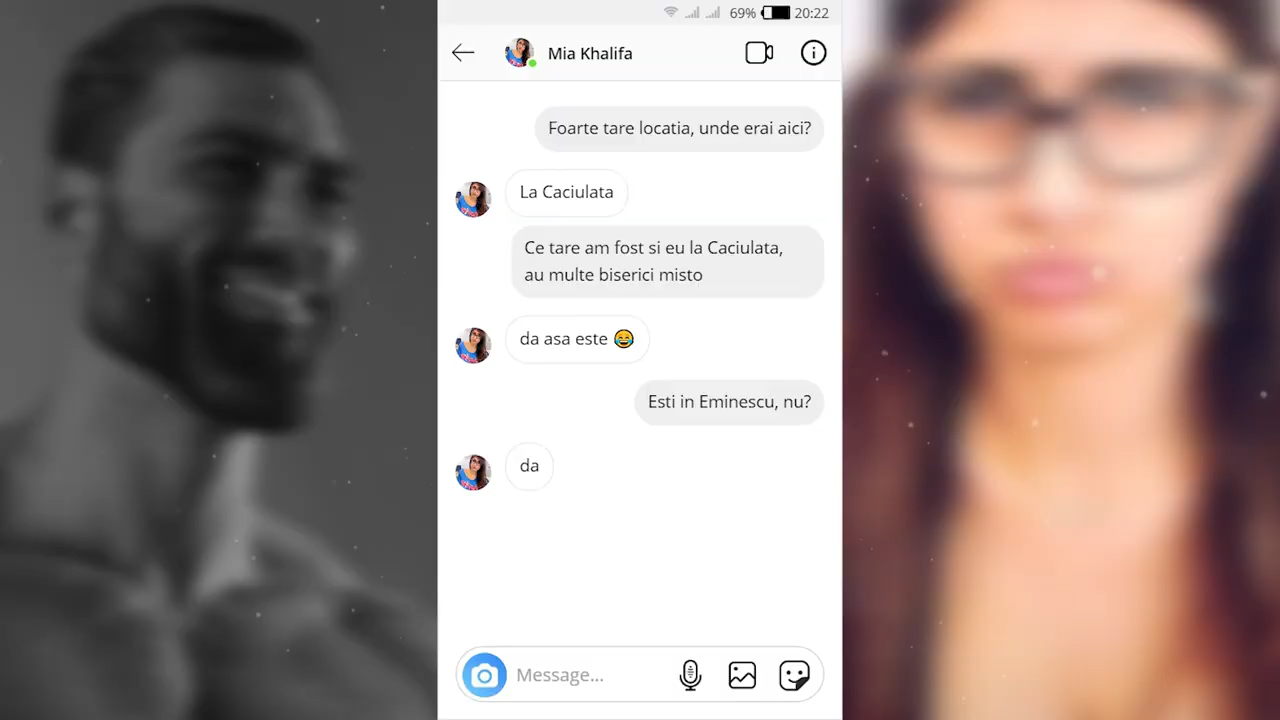 69% 20:22
Mia Khalifa
Foarte tare locatia, unde erai aici?
La Caciulata
Ce tare am fost si eu la Caciulata,
au multe biserici misto
da asa este 😂
Esti in Eminescu, nu?
da
Message...